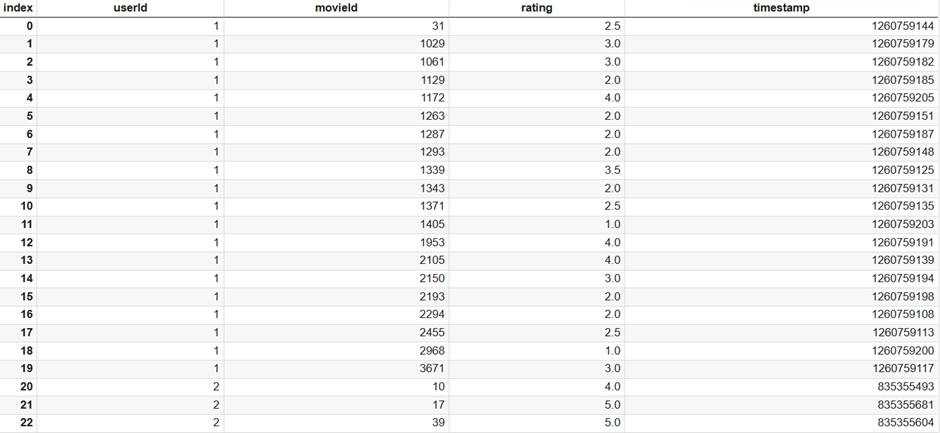 index userId movieId rating timestamp
0 1 31 2.5 1260759144
1 1 1029 3.0 1260759179
2 1 1061 3.0 1260759182
3 1 1129 2.0 1260759185
4 1 1172 4.0 1260759205
5 1 1263 2.0 1260759151
6 1 1287 2.0 1260759187
7 1 1293 2.0 1260759148
8 1 1339 3.5 1260759125
9 1 1343 2.0 1260759131
10 1 1371 2.5 1260759135
11 1 1405 1.0 1260759203
12 1 1953 4.0 1260759191
13 1 2105 4.0 1260759139
14 1 2150 3.0 1260759194
15 1 2193 2.0 1260759198
16 1 2294 2.0 1260759108
17 1 2455 2.5 1260759113
18 1 2968 1.0 1260759200
19 1 3671 3.0 1260759117
20 2 10 4.0 835355493
21 2 17 5.0 835355681
22 2 39 5.0 835355604